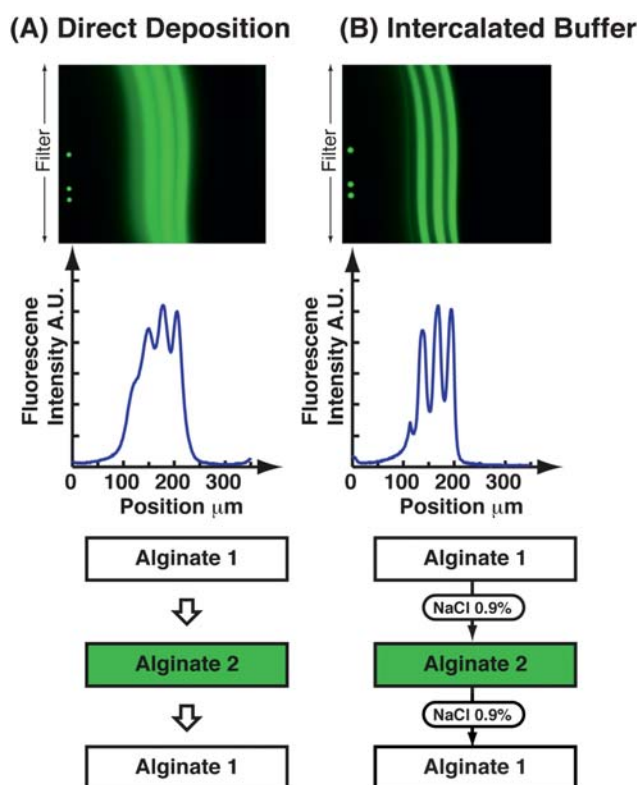 (A) Direct Deposition
(B) Intercalated Buffer
Filter
Filter
Fluorescene
Intensity A.U.
0 100 200 300
Position μm
Fluorescene
Intensity A.U.
0 100 200 300
Position μm
Alginate 1
Alginate 2
Alginate 1
Alginate 1
NaCl 0.9%
Alginate 2
NaCl 0.9%
Alginate 1